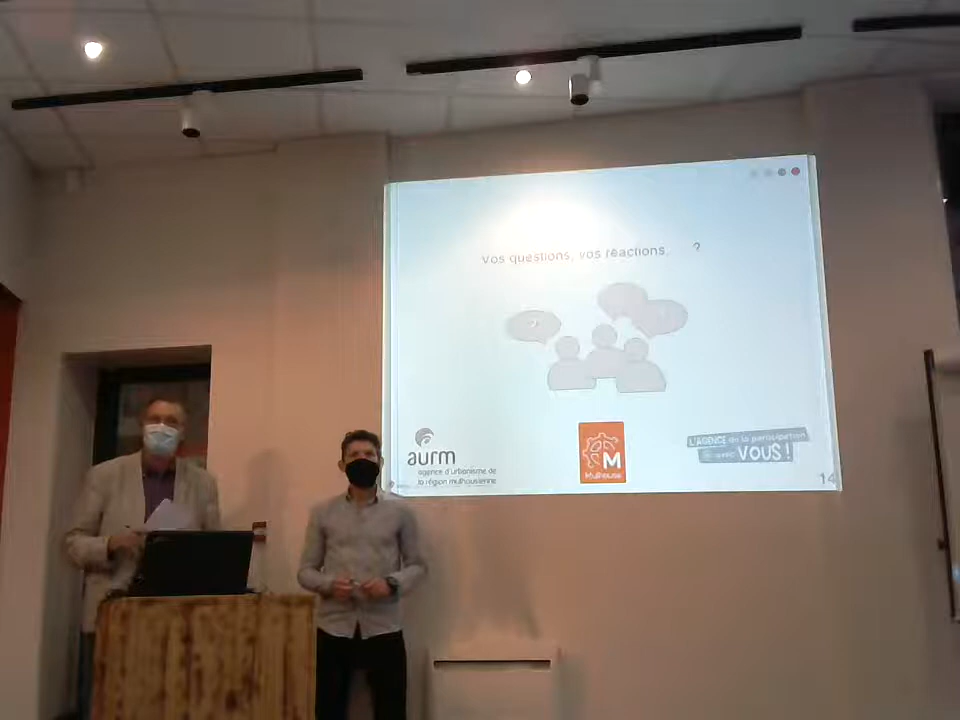 Vos questions, vos réactions, ?
?
aurm
agence d'urbanisme de
la région mulhousienne
M
Mulhouse
L'AGENCE de la participation
VOUS !
14